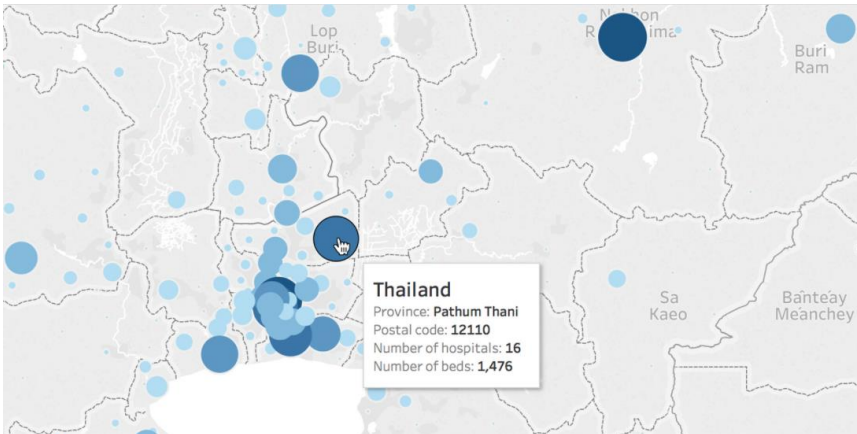 Lop
Buri
Buri
Ram
Thailand
Province: Pathum Thani
Postal code: 12110
Number of hospitals: 16
Number of beds: 1,476
Sa
Kaeo
Banteay
Meanchey